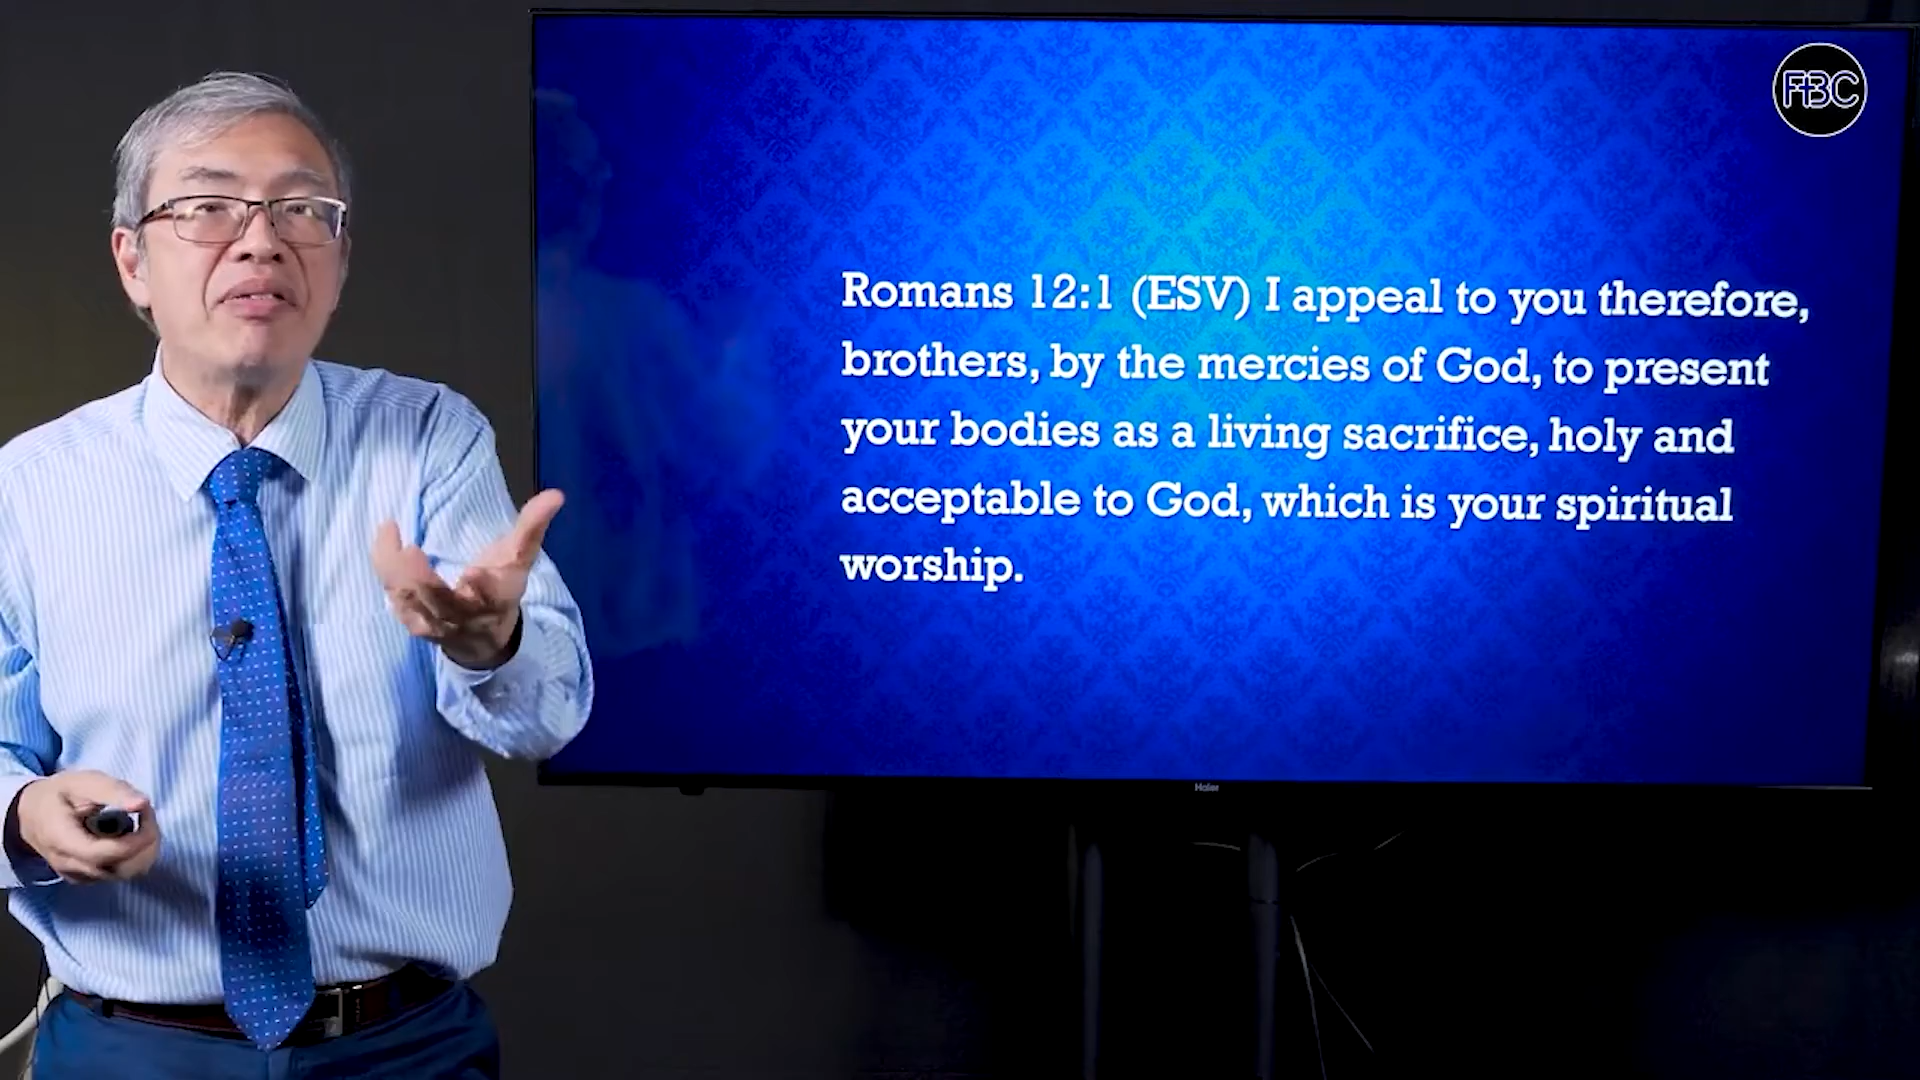 FBC
Romans 12:1 (ESV) I appeal to you therefore,
brothers, by the mercies of God, to present
your bodies as a living sacrifice, holy and
acceptable to God, which is your spiritual
worship.
Haier